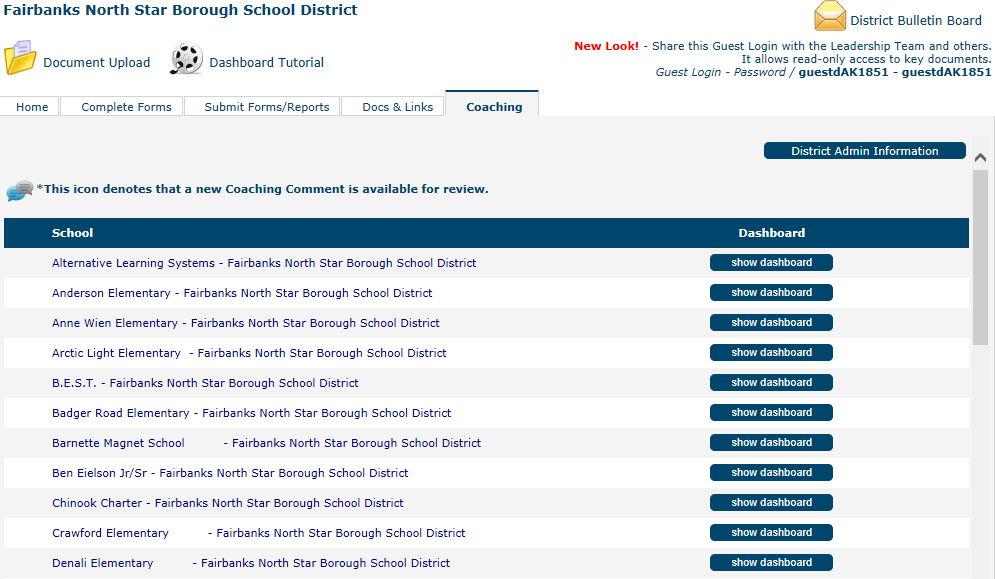 Fairbanks North Star Borough School District
District Bulletin Board
Document Upload
Dashboard Tutorial
New Look! - Share this Guest Login with the Leadership Team and others.
It allows read-only access to key documents.
Guest Login - Password / guestdAK1851 - guestdAK1851
Home
Complete Forms
Submit Forms/Reports
Docs & Links
Coaching
District Admin Information
*This icon denotes that a new Coaching Comment is available for review.
School Dashboard
Alternative Learning Systems - Fairbanks North Star Borough School District show dashboard
Anderson Elementary - Fairbanks North Star Borough School District show dashboard
Anne Wien Elementary - Fairbanks North Star Borough School District show dashboard
Arctic Light Elementary - Fairbanks North Star Borough School District show dashboard
B.E.S.T. - Fairbanks North Star Borough School District show dashboard
Badger Road Elementary - Fairbanks North Star Borough School District show dashboard
Barnette Magnet School - Fairbanks North Star Borough School District show dashboard
Ben Eielson Jr/Sr - Fairbanks North Star Borough School District show dashboard
Chinook Charter - Fairbanks North Star Borough School District show dashboard
Crawford Elementary - Fairbanks North Star Borough School District show dashboard
Denali Elementary - Fairbanks North Star Borough School District show dashboard